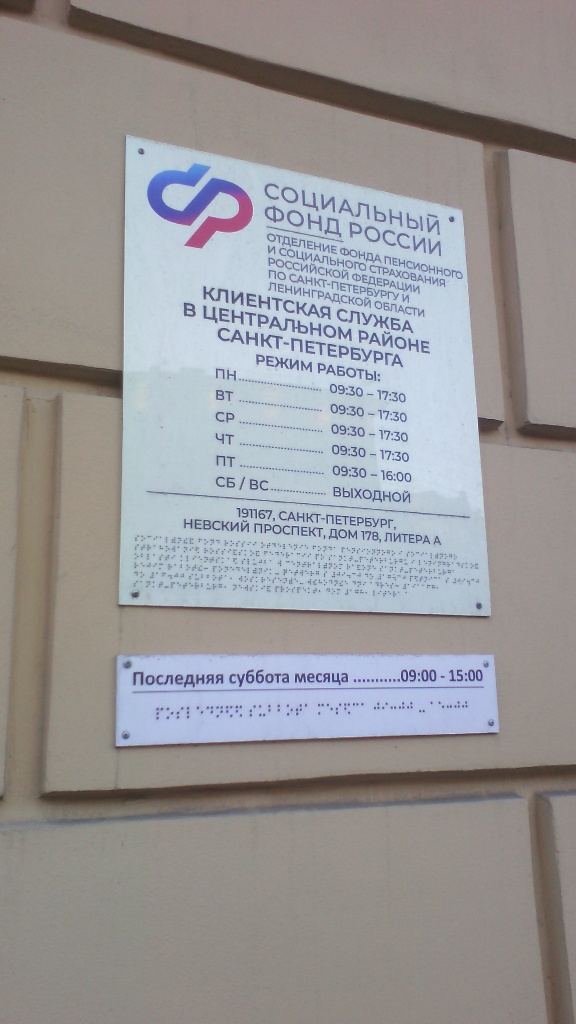 СОЦИАЛЬНЫЙ
ФОНД РОССИИ
ОТДЕЛЕНИЕ ФОНДА ПЕНСИОННОГО
И СОЦИАЛЬНОГО СТРАХОВАНИЯ
РОССИЙСКОЙ ФЕДЕРАЦИИ
ПО САНКТ-ПЕТЕРБУРГУ И
ЛЕНИНГРАДСКОЙ ОБЛАСТИ
КЛИЕНТСКАЯ СЛУЖБА
В ЦЕНТРАЛЬНОМ РАЙОНЕ
САНКТ-ПЕТЕРБУРГА
РЕЖИМ РАБОТЫ:
ПН.................... 09:30 – 17:30
ВТ .................... 09:30 – 17:30
СР .................... 09:30 – 17:30
ЧТ .................... 09:30 – 17:30
ПТ .................... 09:30 – 16:00
СБ / ВС............. ВЫХОДНОЙ
191167, САНКТ-ПЕТЕРБУРГ,
НЕВСКИЙ ПРОСПЕКТ, ДОМ 178, ЛИТЕРА А
Последняя суббота месяца ...........09:00 - 15:00